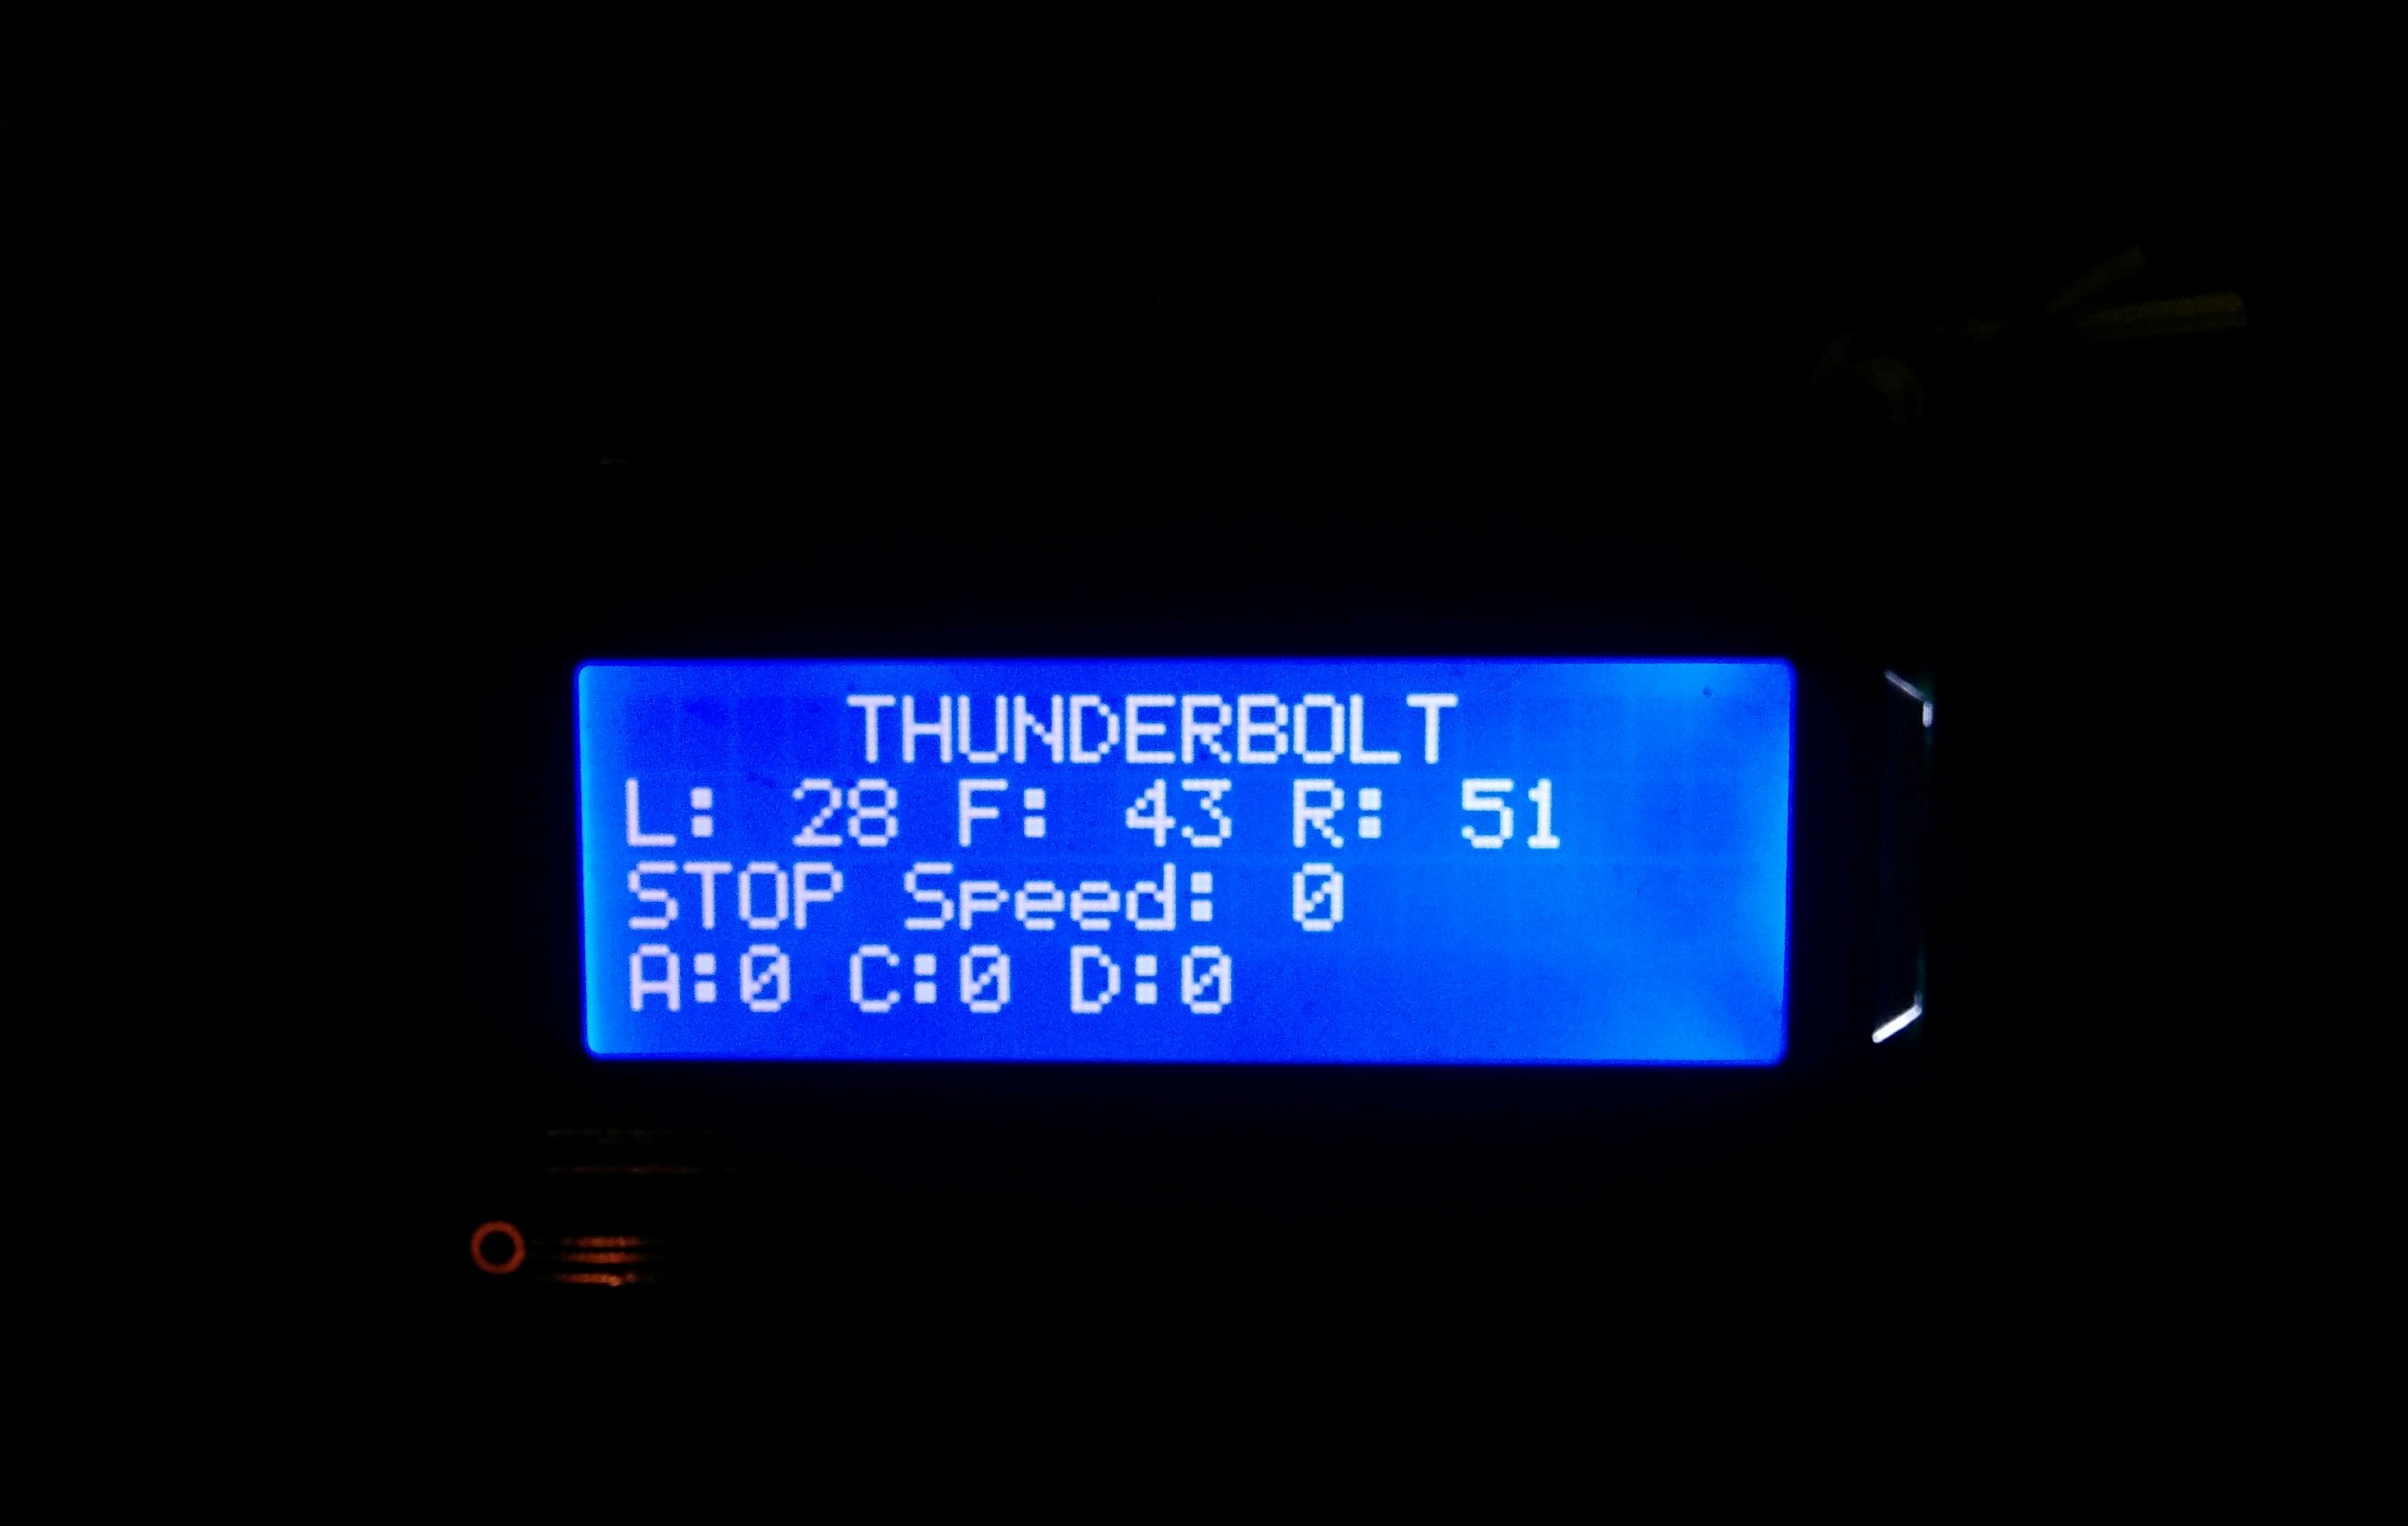 THUNDERBOLT
L: 28 F: 43 R: 51
STOP Speed: 0
A:0 C:0 D:0